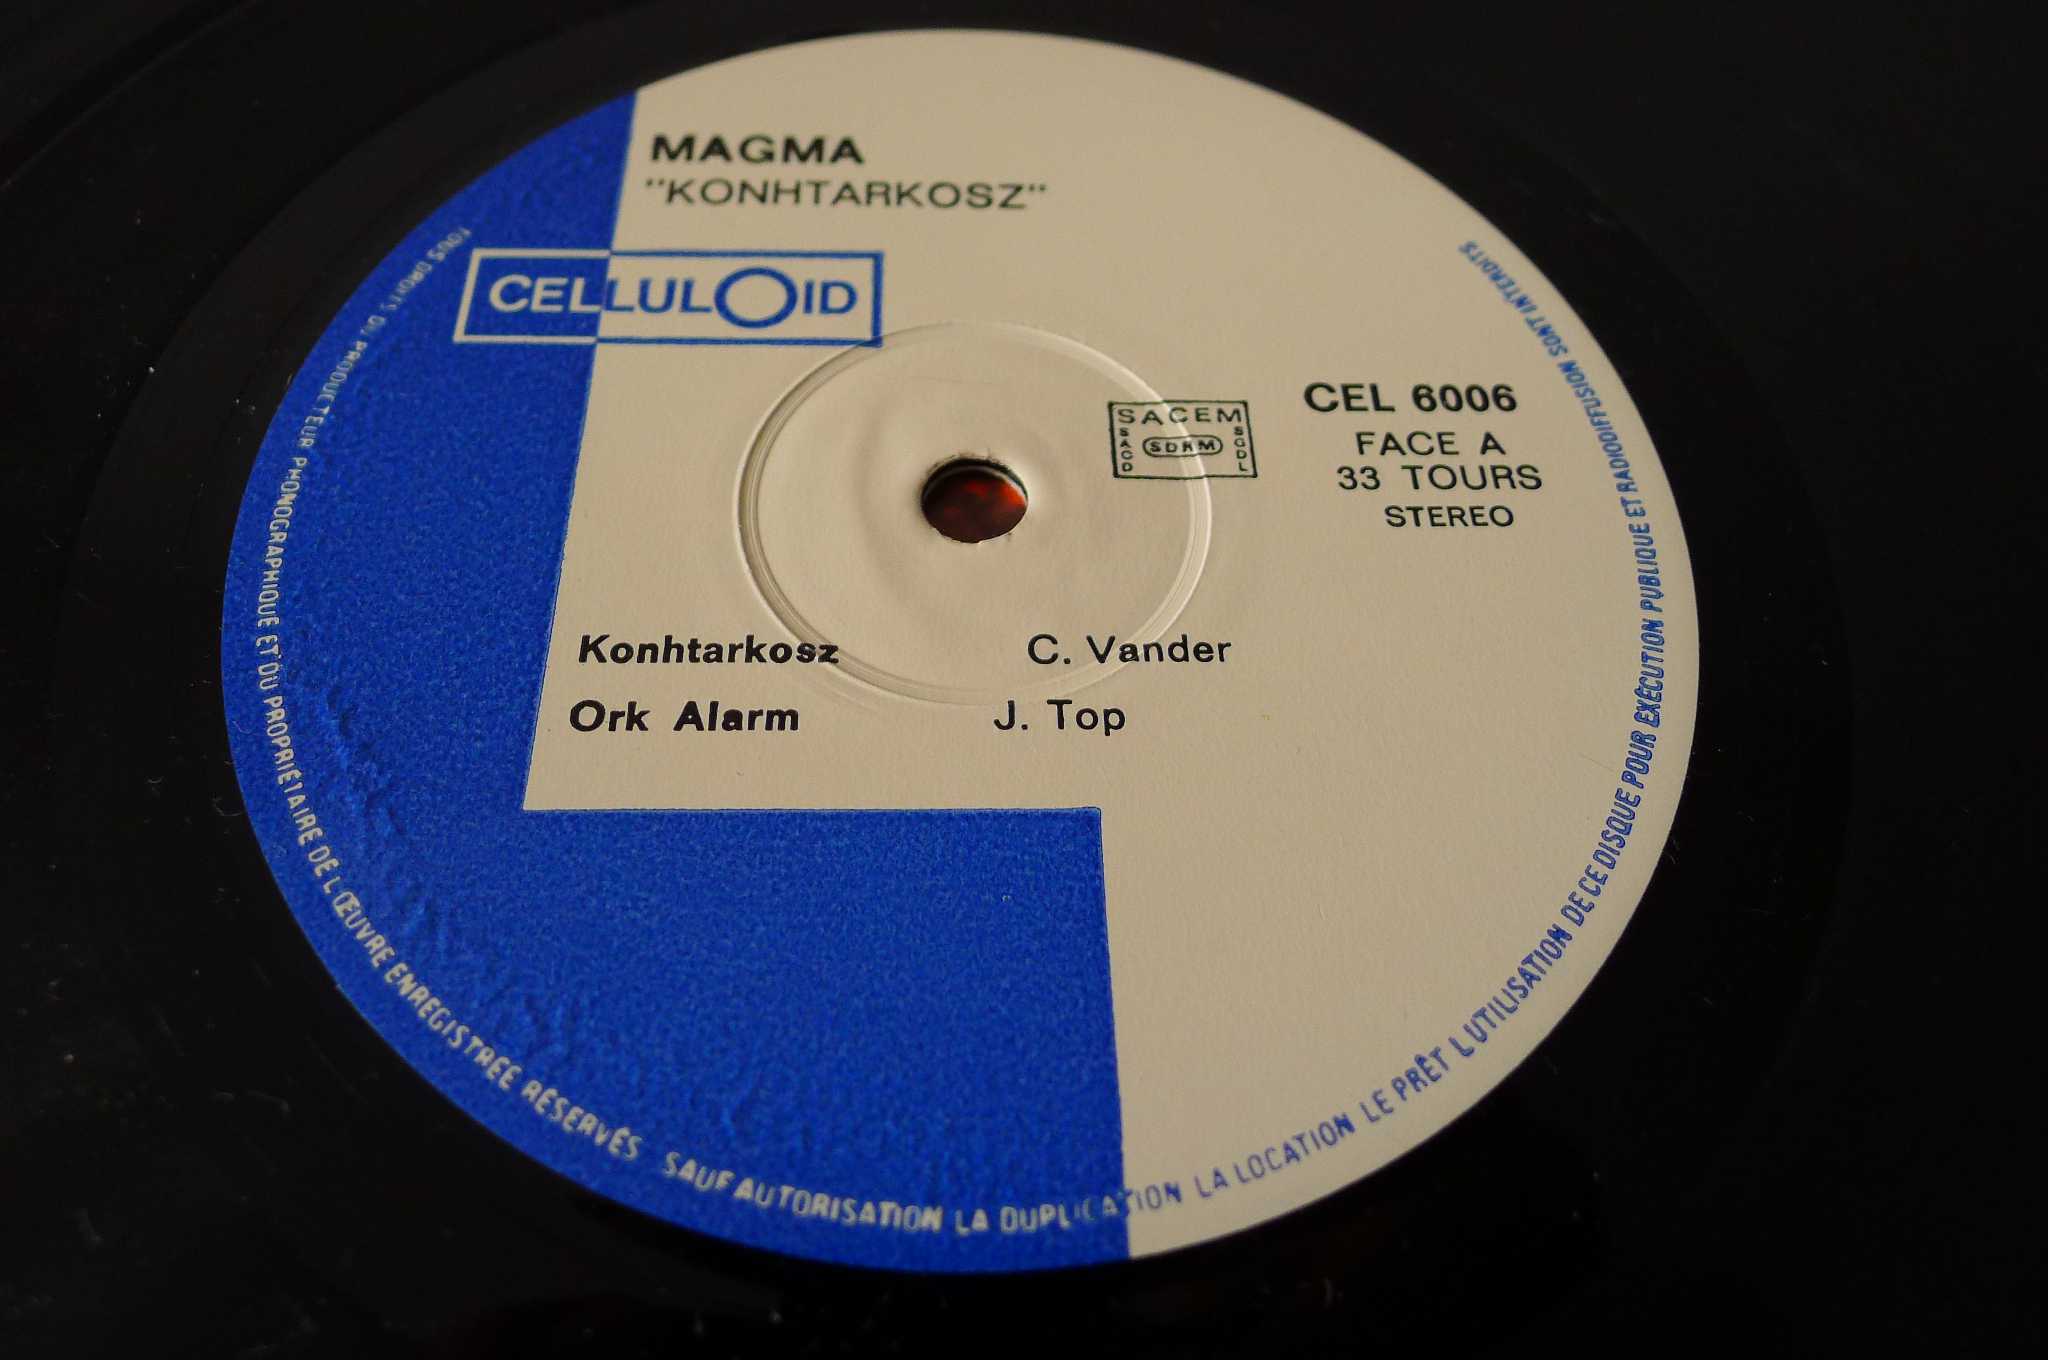 MAGMA
"KONHTARKOSZ"
CELLULOID
SACEM
SACD
SDRM
SGDL
CEL 6006
FACE A
33 TOURS
STEREO
Konhtarkosz C. Vander
Ork Alarm J. Top
TOUS DROITS DU PRODUCTEUR PHONOGRAPHIQUE ET DU PROPRIÉTAIRE DE L'ŒUVRE ENREGISTRÉE RÉSERVÉS SAUF AUTORISATION LA DUPLICATION LA LOCATION LE PRÊT L'UTILISATION DE CE DISQUE POUR EXÉCUTION PUBLIQUE ET RADIODIFFUSION SONT INTERDITS